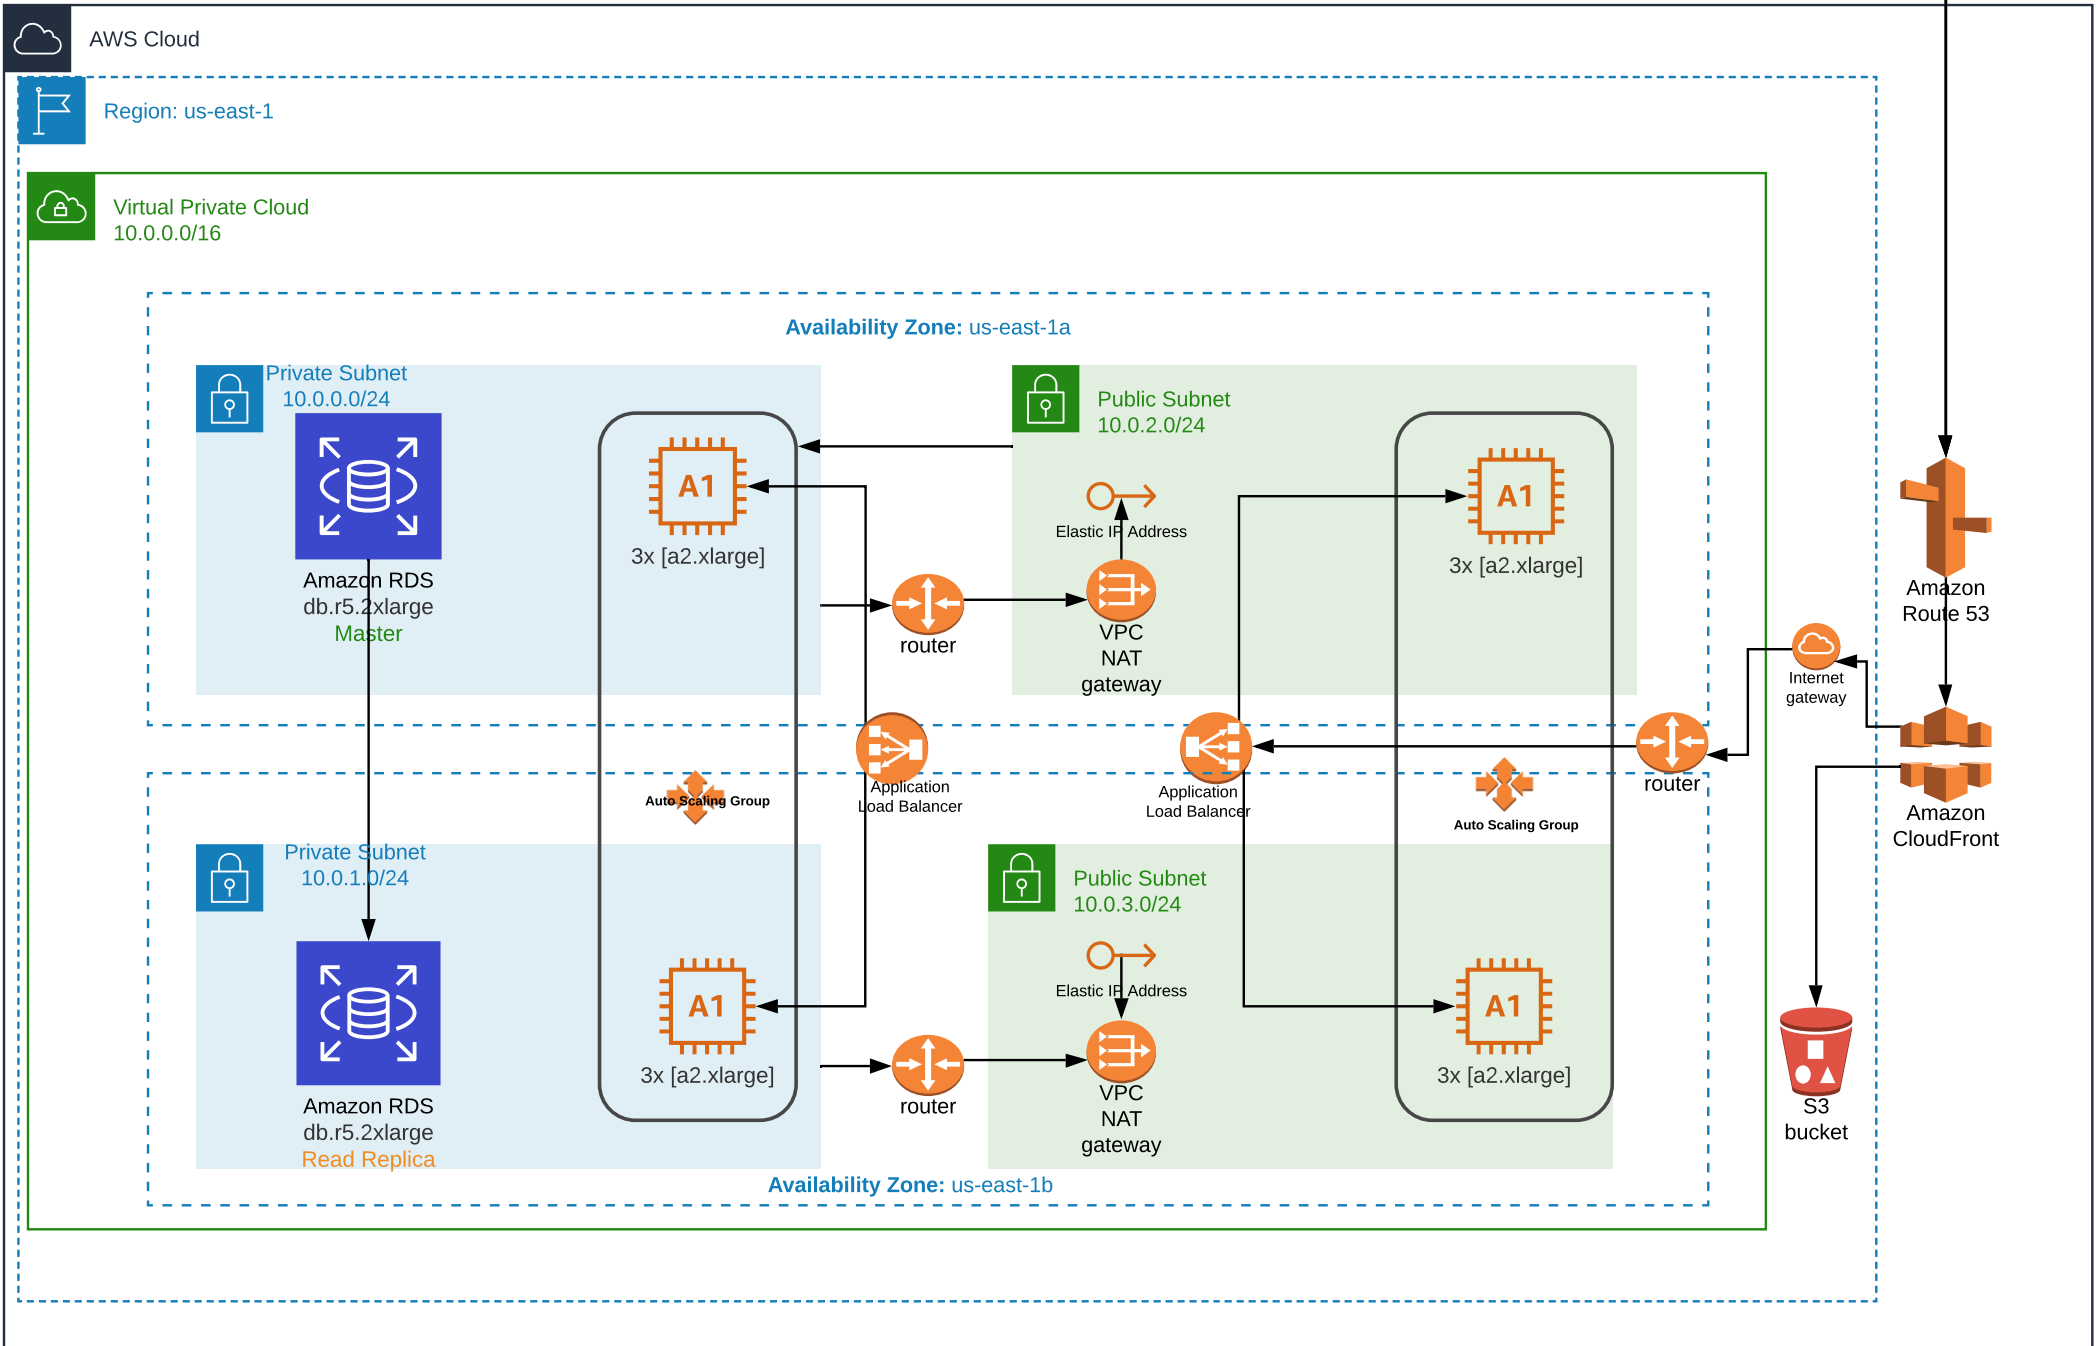 AWS Cloud
Region: us-east-1
Virtual Private Cloud
10.0.0.0/16
Availability Zone: us-east-1a
Private Subnet
10.0.0.0/24
Amazon RDS
db.r5.2xlarge
Master
A1
3x [a2.xlarge]
router
Public Subnet
10.0.2.0/24
Elastic IP Address
VPC
NAT
gateway
A1
3x [a2.xlarge]
Amazon
Route 53
Internet
gateway
Auto Scaling Group
Application
Load Balancer
Application
Load Balancer
Auto Scaling Group
router
Amazon
CloudFront
Private Subnet
10.0.1.0/24
Amazon RDS
db.r5.2xlarge
Read Replica
A1
3x [a2.xlarge]
router
Public Subnet
10.0.3.0/24
Elastic IP Address
VPC
NAT
gateway
A1
3x [a2.xlarge]
S3
bucket
Availability Zone: us-east-1b